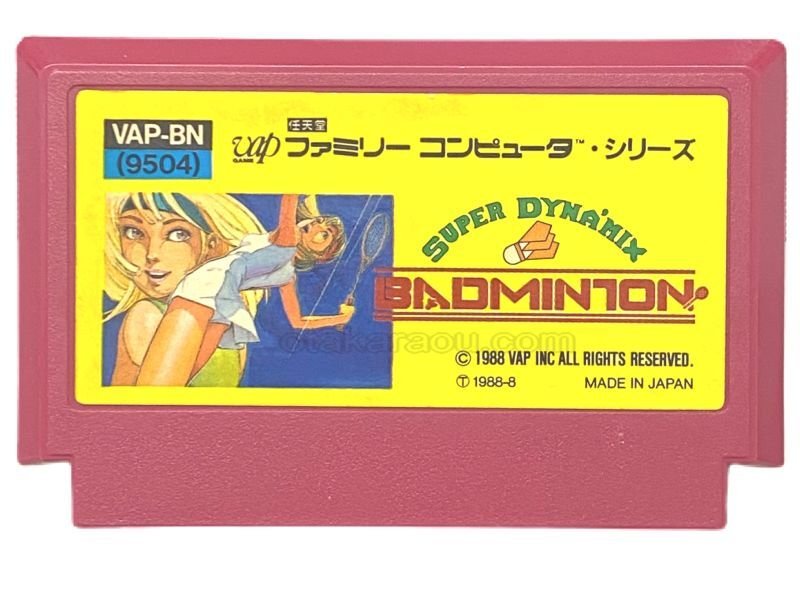 VAP-BN
(9504)
任天堂
vap GAME ファミリー コンピュータ™・シリーズ
SUPER DYNA'MIX
BADMINTON
otakaraou.com
© 1988 VAP INC ALL RIGHTS RESERVED.
Ⓣ 1988-8 MADE IN JAPAN